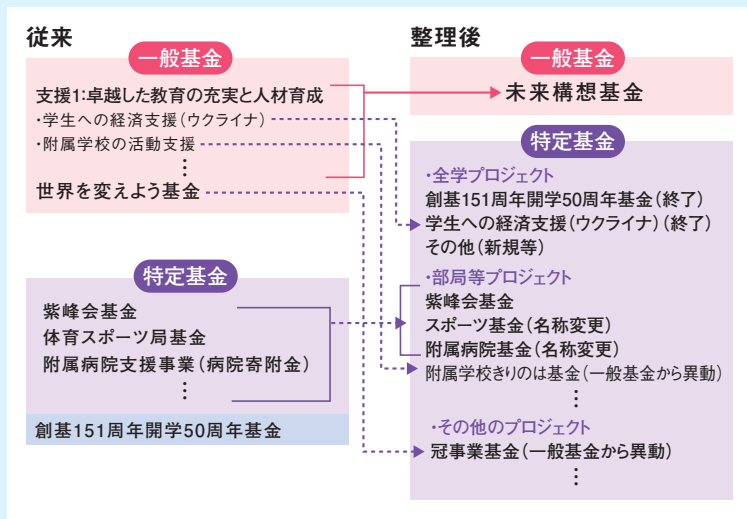 従来
一般基金
支援1:卓越した教育の充実と人材育成
・学生への経済支援(ウクライナ)
・附属学校の活動支援
⋮
世界を変えよう基金
特定基金
紫峰会基金
体育スポーツ局基金
附属病院支援事業(病院寄附金)
⋮
創基151周年開学50周年基金
整理後
一般基金
未来構想基金
特定基金
・全学プロジェクト
創基151周年開学50周年基金(終了)
学生への経済支援(ウクライナ)(終了)
その他(新規等)
・部局等プロジェクト
紫峰会基金
スポーツ基金(名称変更)
附属病院基金(名称変更)
附属学校きりのは基金(一般基金から異動)
⋮
・その他のプロジェクト
冠事業基金(一般基金から異動)
⋮